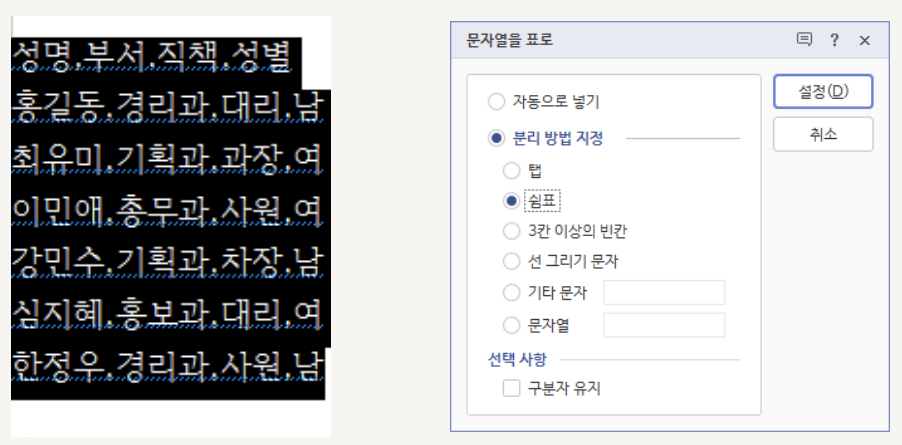 성명,부서,직책,성별
홍길동,경리과,대리,남
최유미,기획과,과장,여
이민애,총무과,사원,여
강민수,기획과,차장,남
심지혜,홍보과,대리,여
한정우,경리과,사원,남
문자열을 표로
?
×
자동으로 넣기
설정(D)
분리 방법 지정
취소
탭
쉼표
3칸 이상의 빈칸
선 그리기 문자
기타 문자
문자열
선택 사항
구분자 유지